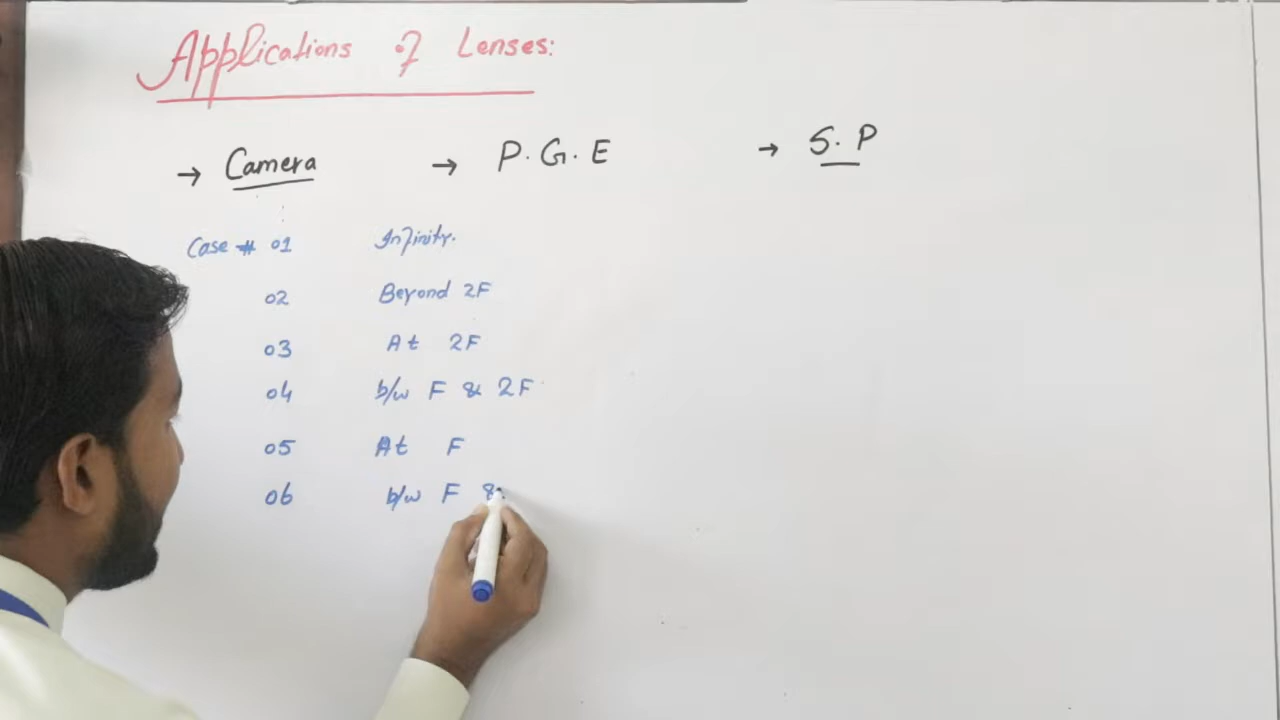 Applications of Lenses:
→ Camera → P.G.E → S.P
Case # 01 Infinity.
02 Beyond 2F
03 At 2F
04 b/w F & 2F
05 At F
06 b/w F &